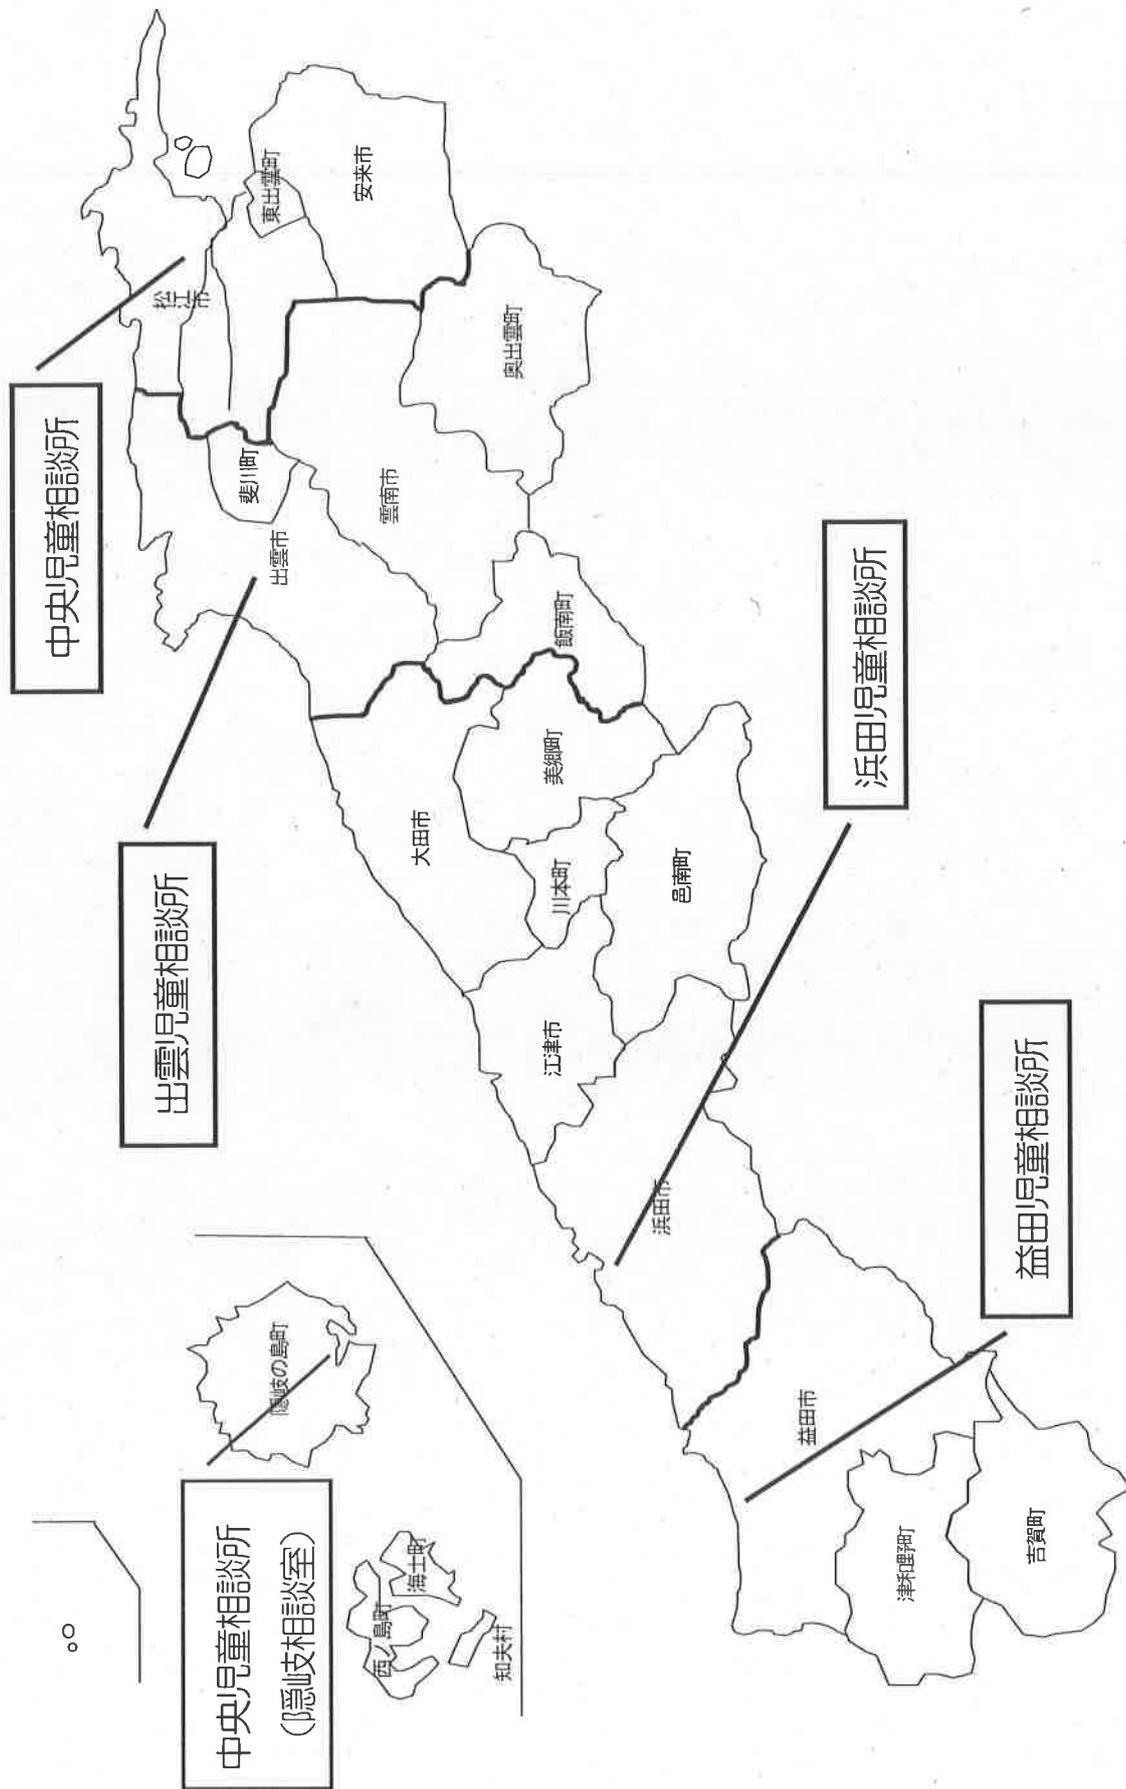 中央児童相談所
(隠岐相談室)
隠岐の島町
西ノ島町
海士町
知夫村
出雲児童相談所
中央児童相談所
松江市
東出雲町
安来市
斐川町
出雲市
雲南市
奥出雲町
飯南町
大田市
美郷町
川本町
邑南町
江津市
浜田市
浜田児童相談所
益田市
津和野町
吉賀町
益田児童相談所